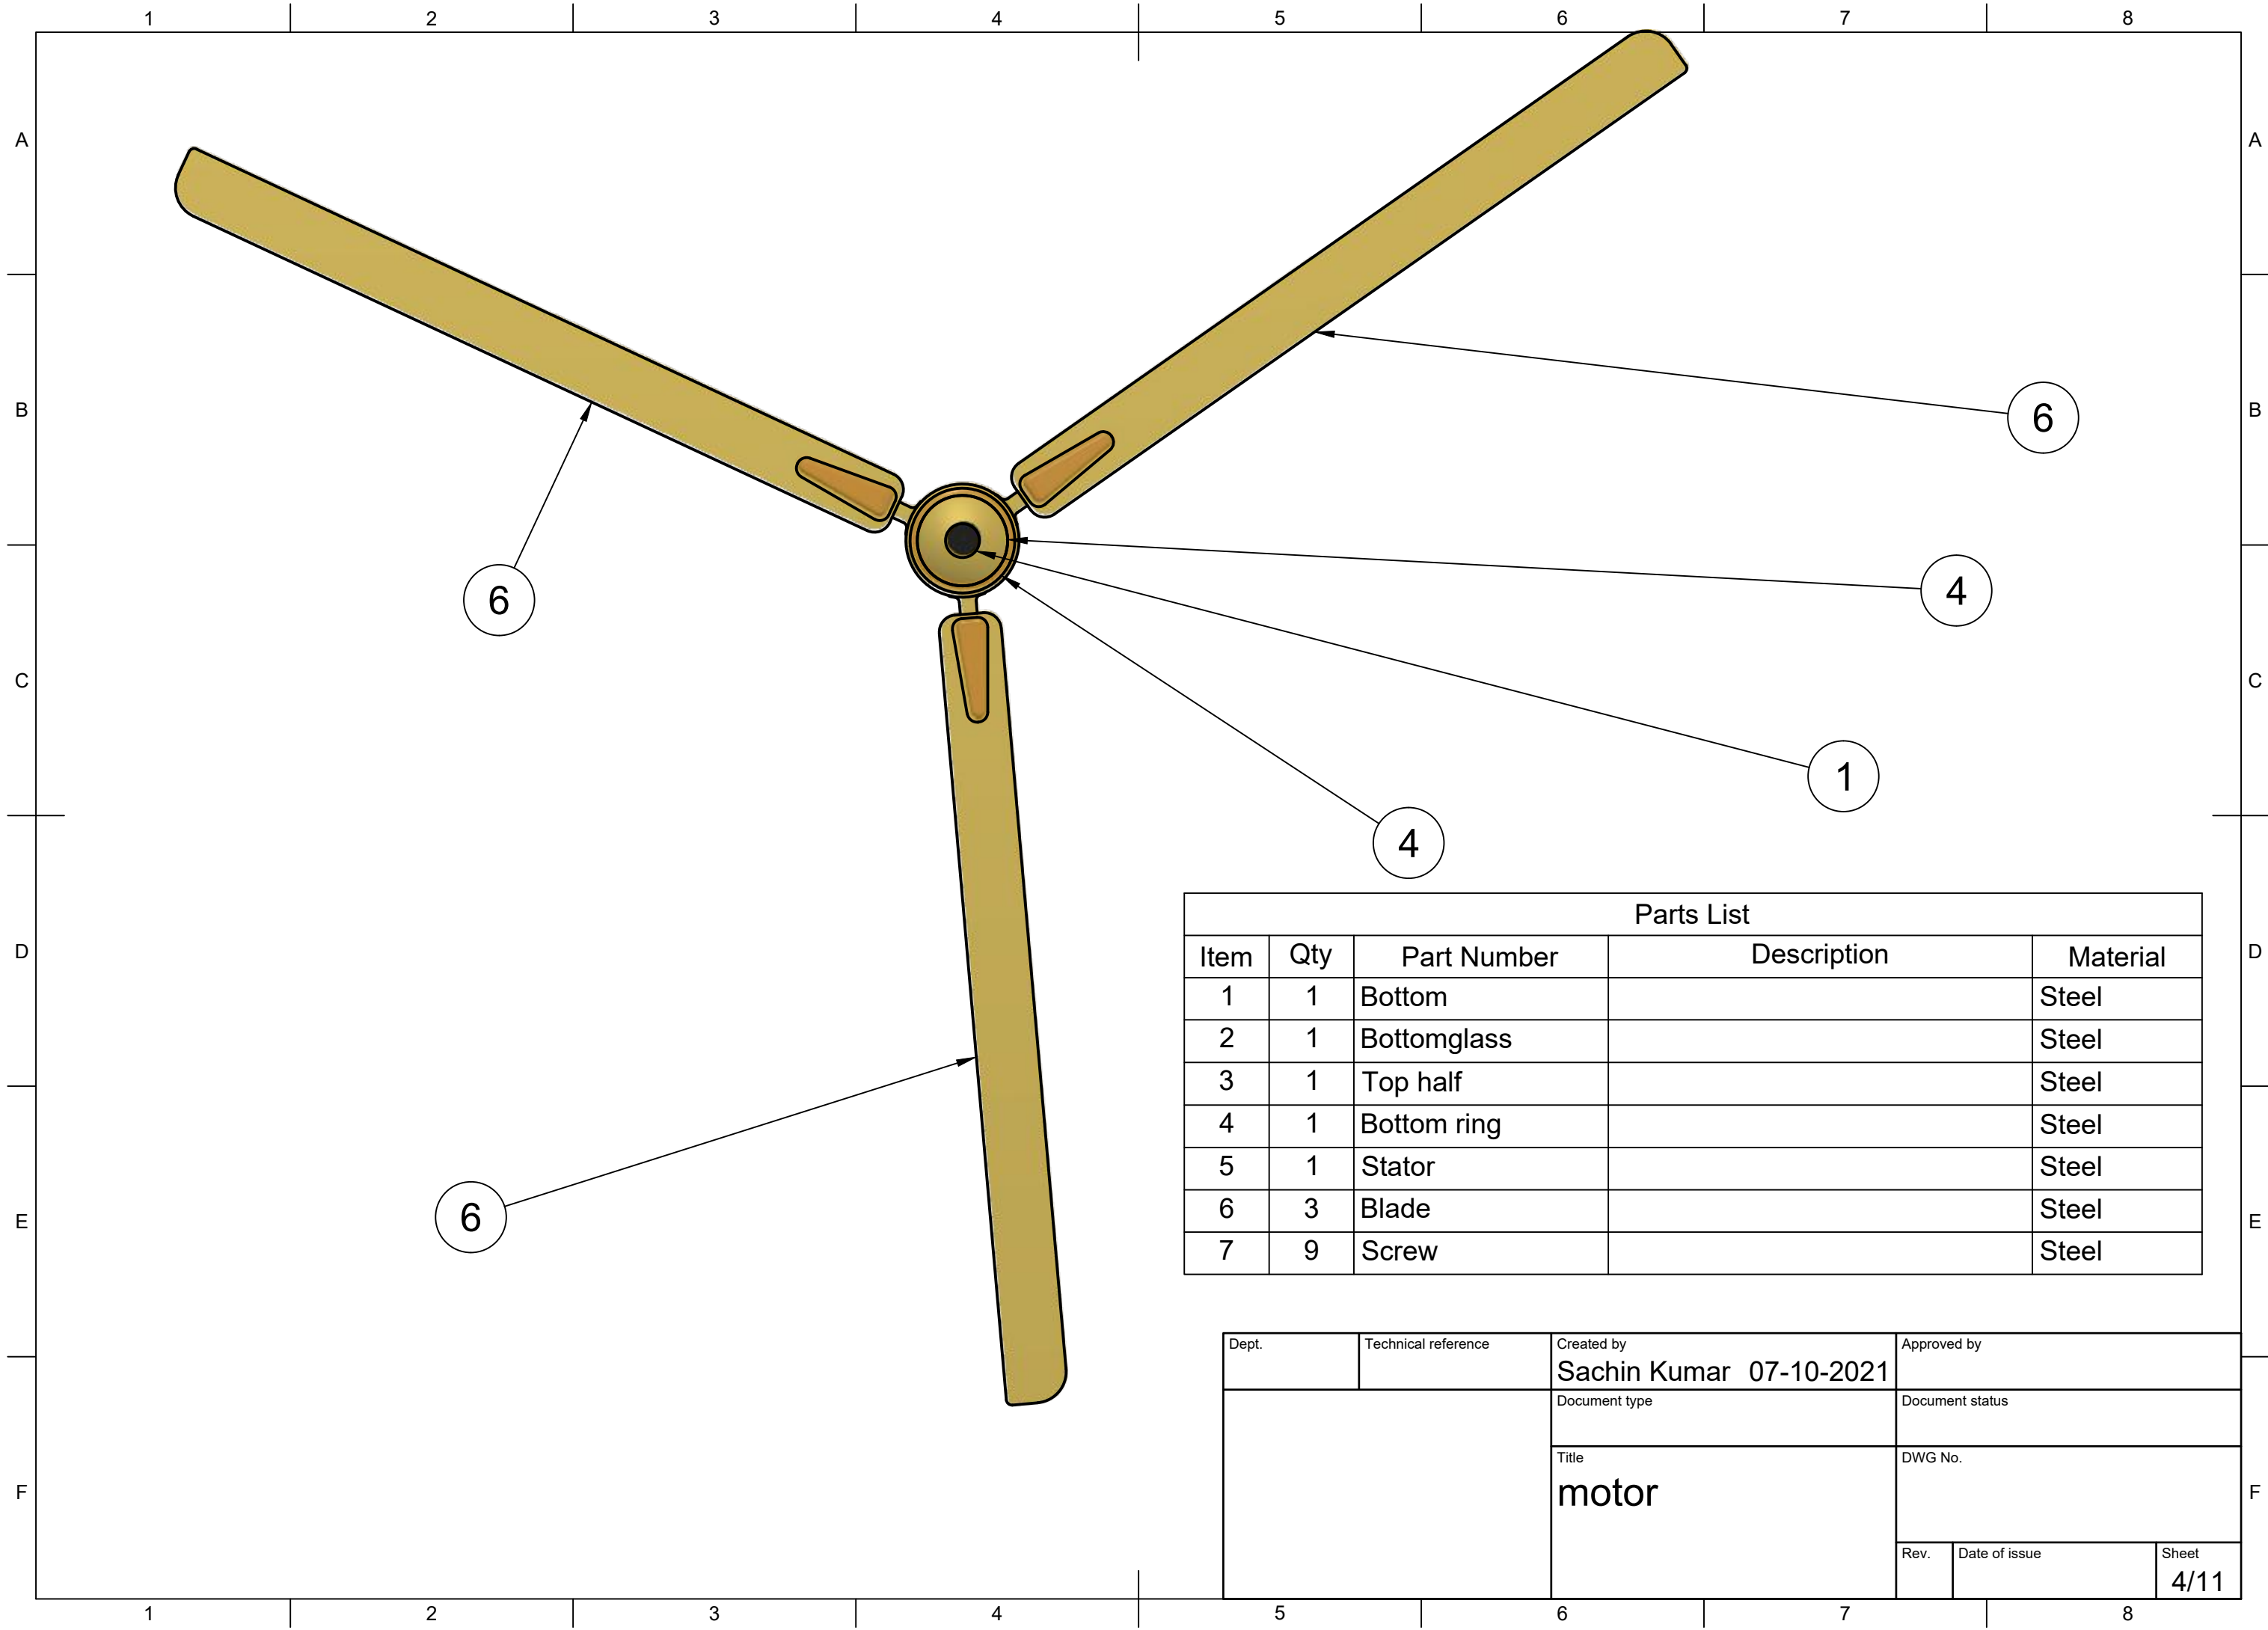 1 2 3 4 5 6 7 8
A A
B B
6
6
4
C C
1
4
Parts List
D D
Item Qty Part Number Description Material
1 1 Bottom Steel
2 1 Bottomglass Steel
3 1 Top half Steel
4 1 Bottom ring Steel
5 1 Stator Steel
6 3 Blade Steel
7 9 Screw Steel
6
E E
Dept. Technical reference Created by Approved by
Sachin Kumar 07-10-2021
Document type Document status
Title DWG No.
motor
F F
Rev. Date of issue Sheet
4/11
1 2 3 4 5 6 7 8